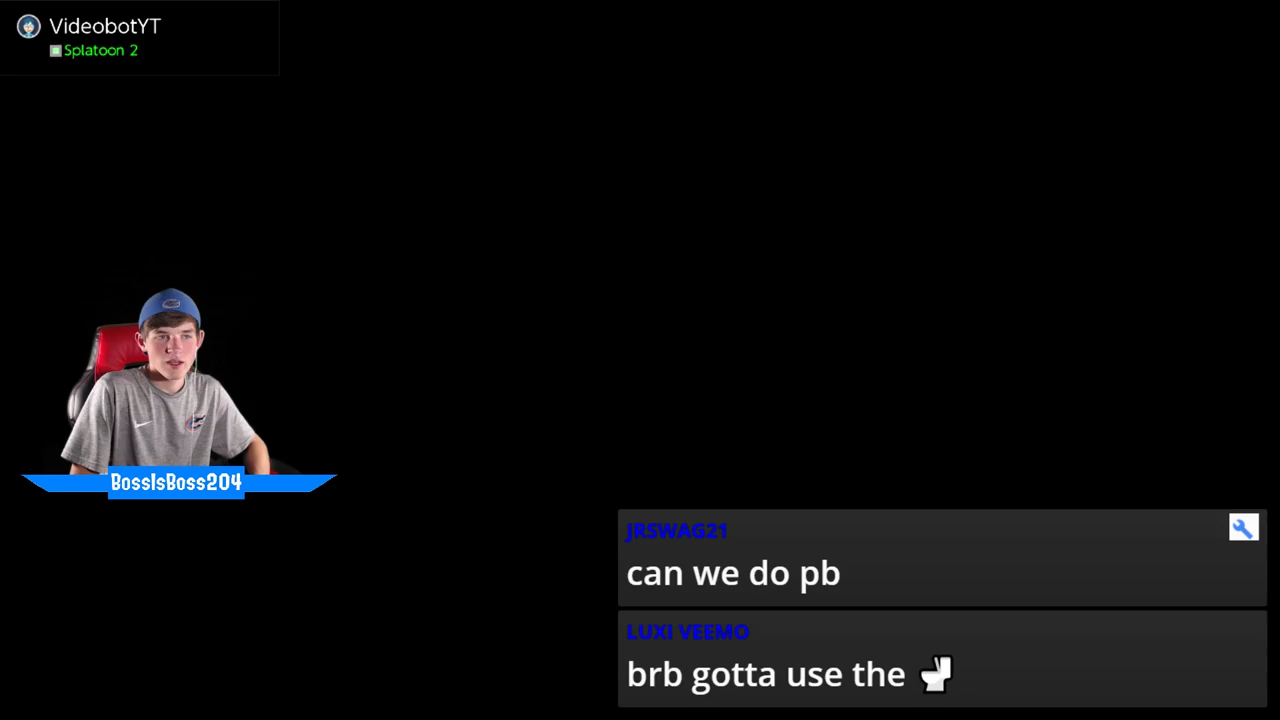 VideobotYT
Splatoon 2
BossIsBoss204
JRSWAG21
can we do pb
LUXI VEEMO
brb gotta use the 🚽